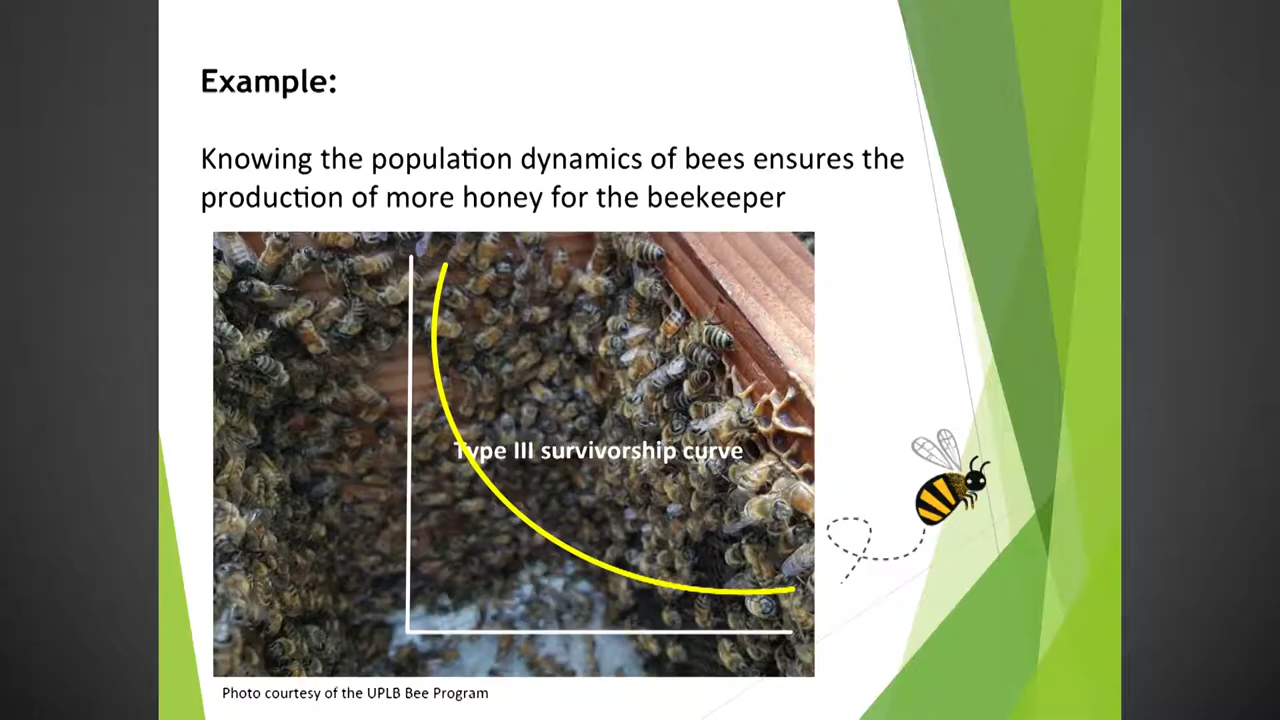 Example:
Knowing the population dynamics of bees ensures the
production of more honey for the beekeeper
Type III survivorship curve
Photo courtesy of the UPLB Bee Program